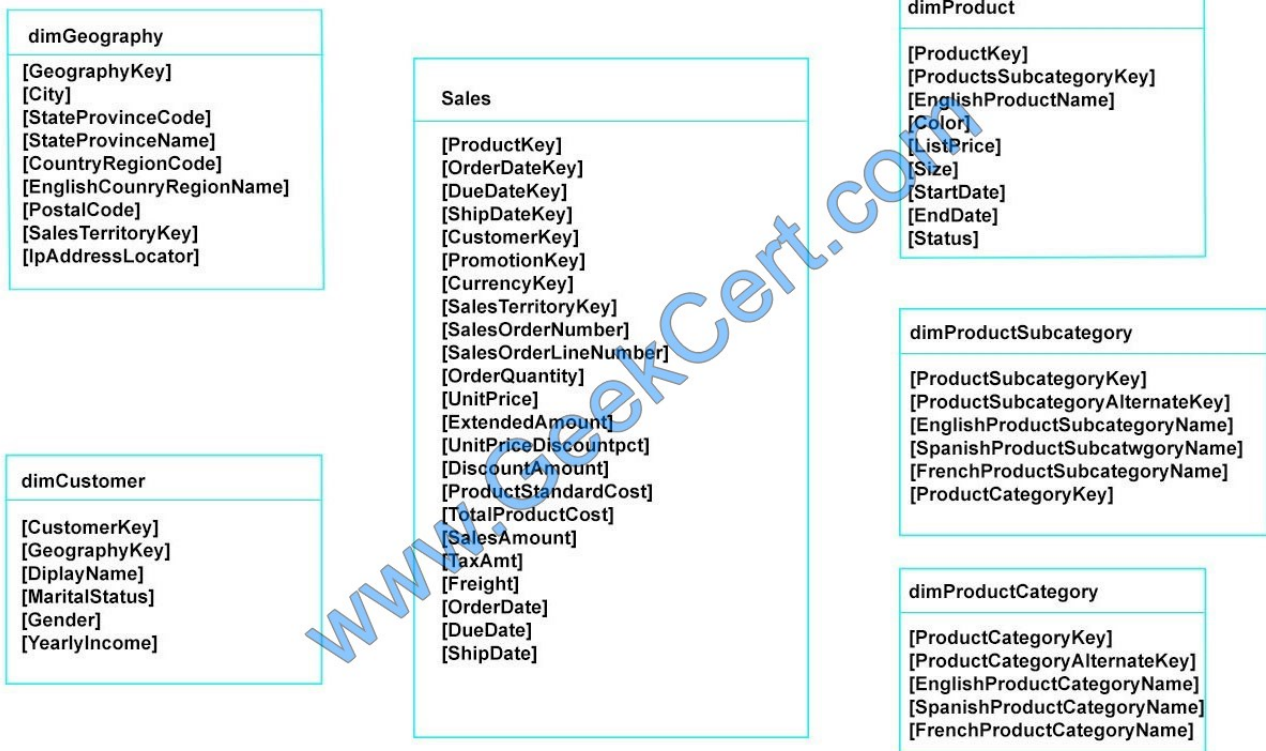 dimGeography
[GeographyKey]
[City]
[StateProvinceCode]
[StateProvinceName]
[CountryRegionCode]
[EnglishCounryRegionName]
[PostalCode]
[SalesTerritoryKey]
[IpAddressLocator]
dimCustomer
[CustomerKey]
[GeographyKey]
[DiplayName]
[MaritalStatus]
[Gender]
[YearlyIncome]
Sales
[ProductKey]
[OrderDateKey]
[DueDateKey]
[ShipDateKey]
[CustomerKey]
[PromotionKey]
[CurrencyKey]
[SalesTerritoryKey]
[SalesOrderNumber]
[SalesOrderLineNumber]
[OrderQuantity]
[UnitPrice]
[ExtendedAmount]
[UnitPriceDiscountpct]
[DiscountAmount]
[ProductStandardCost]
[TotalProductCost]
[SalesAmount]
[TaxAmt]
[Freight]
[OrderDate]
[DueDate]
[ShipDate]
dimProduct
[ProductKey]
[ProductsSubcategoryKey]
[EnglishProductName]
[Color]
[ListPrice]
[Size]
[StartDate]
[EndDate]
[Status]
dimProductSubcategory
[ProductSubcategoryKey]
[ProductSubcategoryAlternateKey]
[EnglishProductSubcategoryName]
[SpanishProductSubcatwgoryName]
[FrenchProductSubcategoryName]
[ProductCategoryKey]
dimProductCategory
[ProductCategoryKey]
[ProductCategoryAlternateKey]
[EnglishProductCategoryName]
[SpanishProductCategoryName]
[FrenchProductCategoryName]
www.GeekCert.com